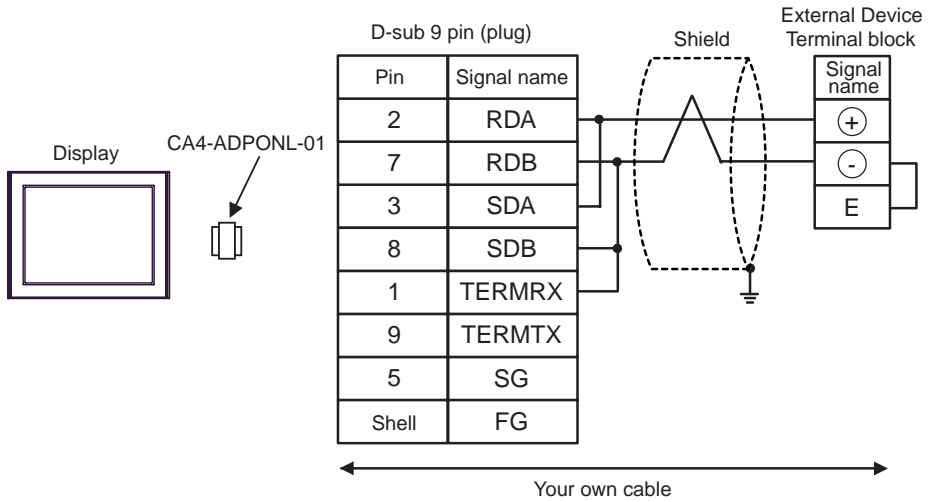 D-sub 9 pin (plug)
Shield
External Device
Terminal block
Display
CA4-ADPONL-01
Pin Signal name
2 RDA
7 RDB
3 SDA
8 SDB
1 TERMRX
9 TERMTX
5 SG
Shell FG
Signal
name
+
-
E
Your own cable